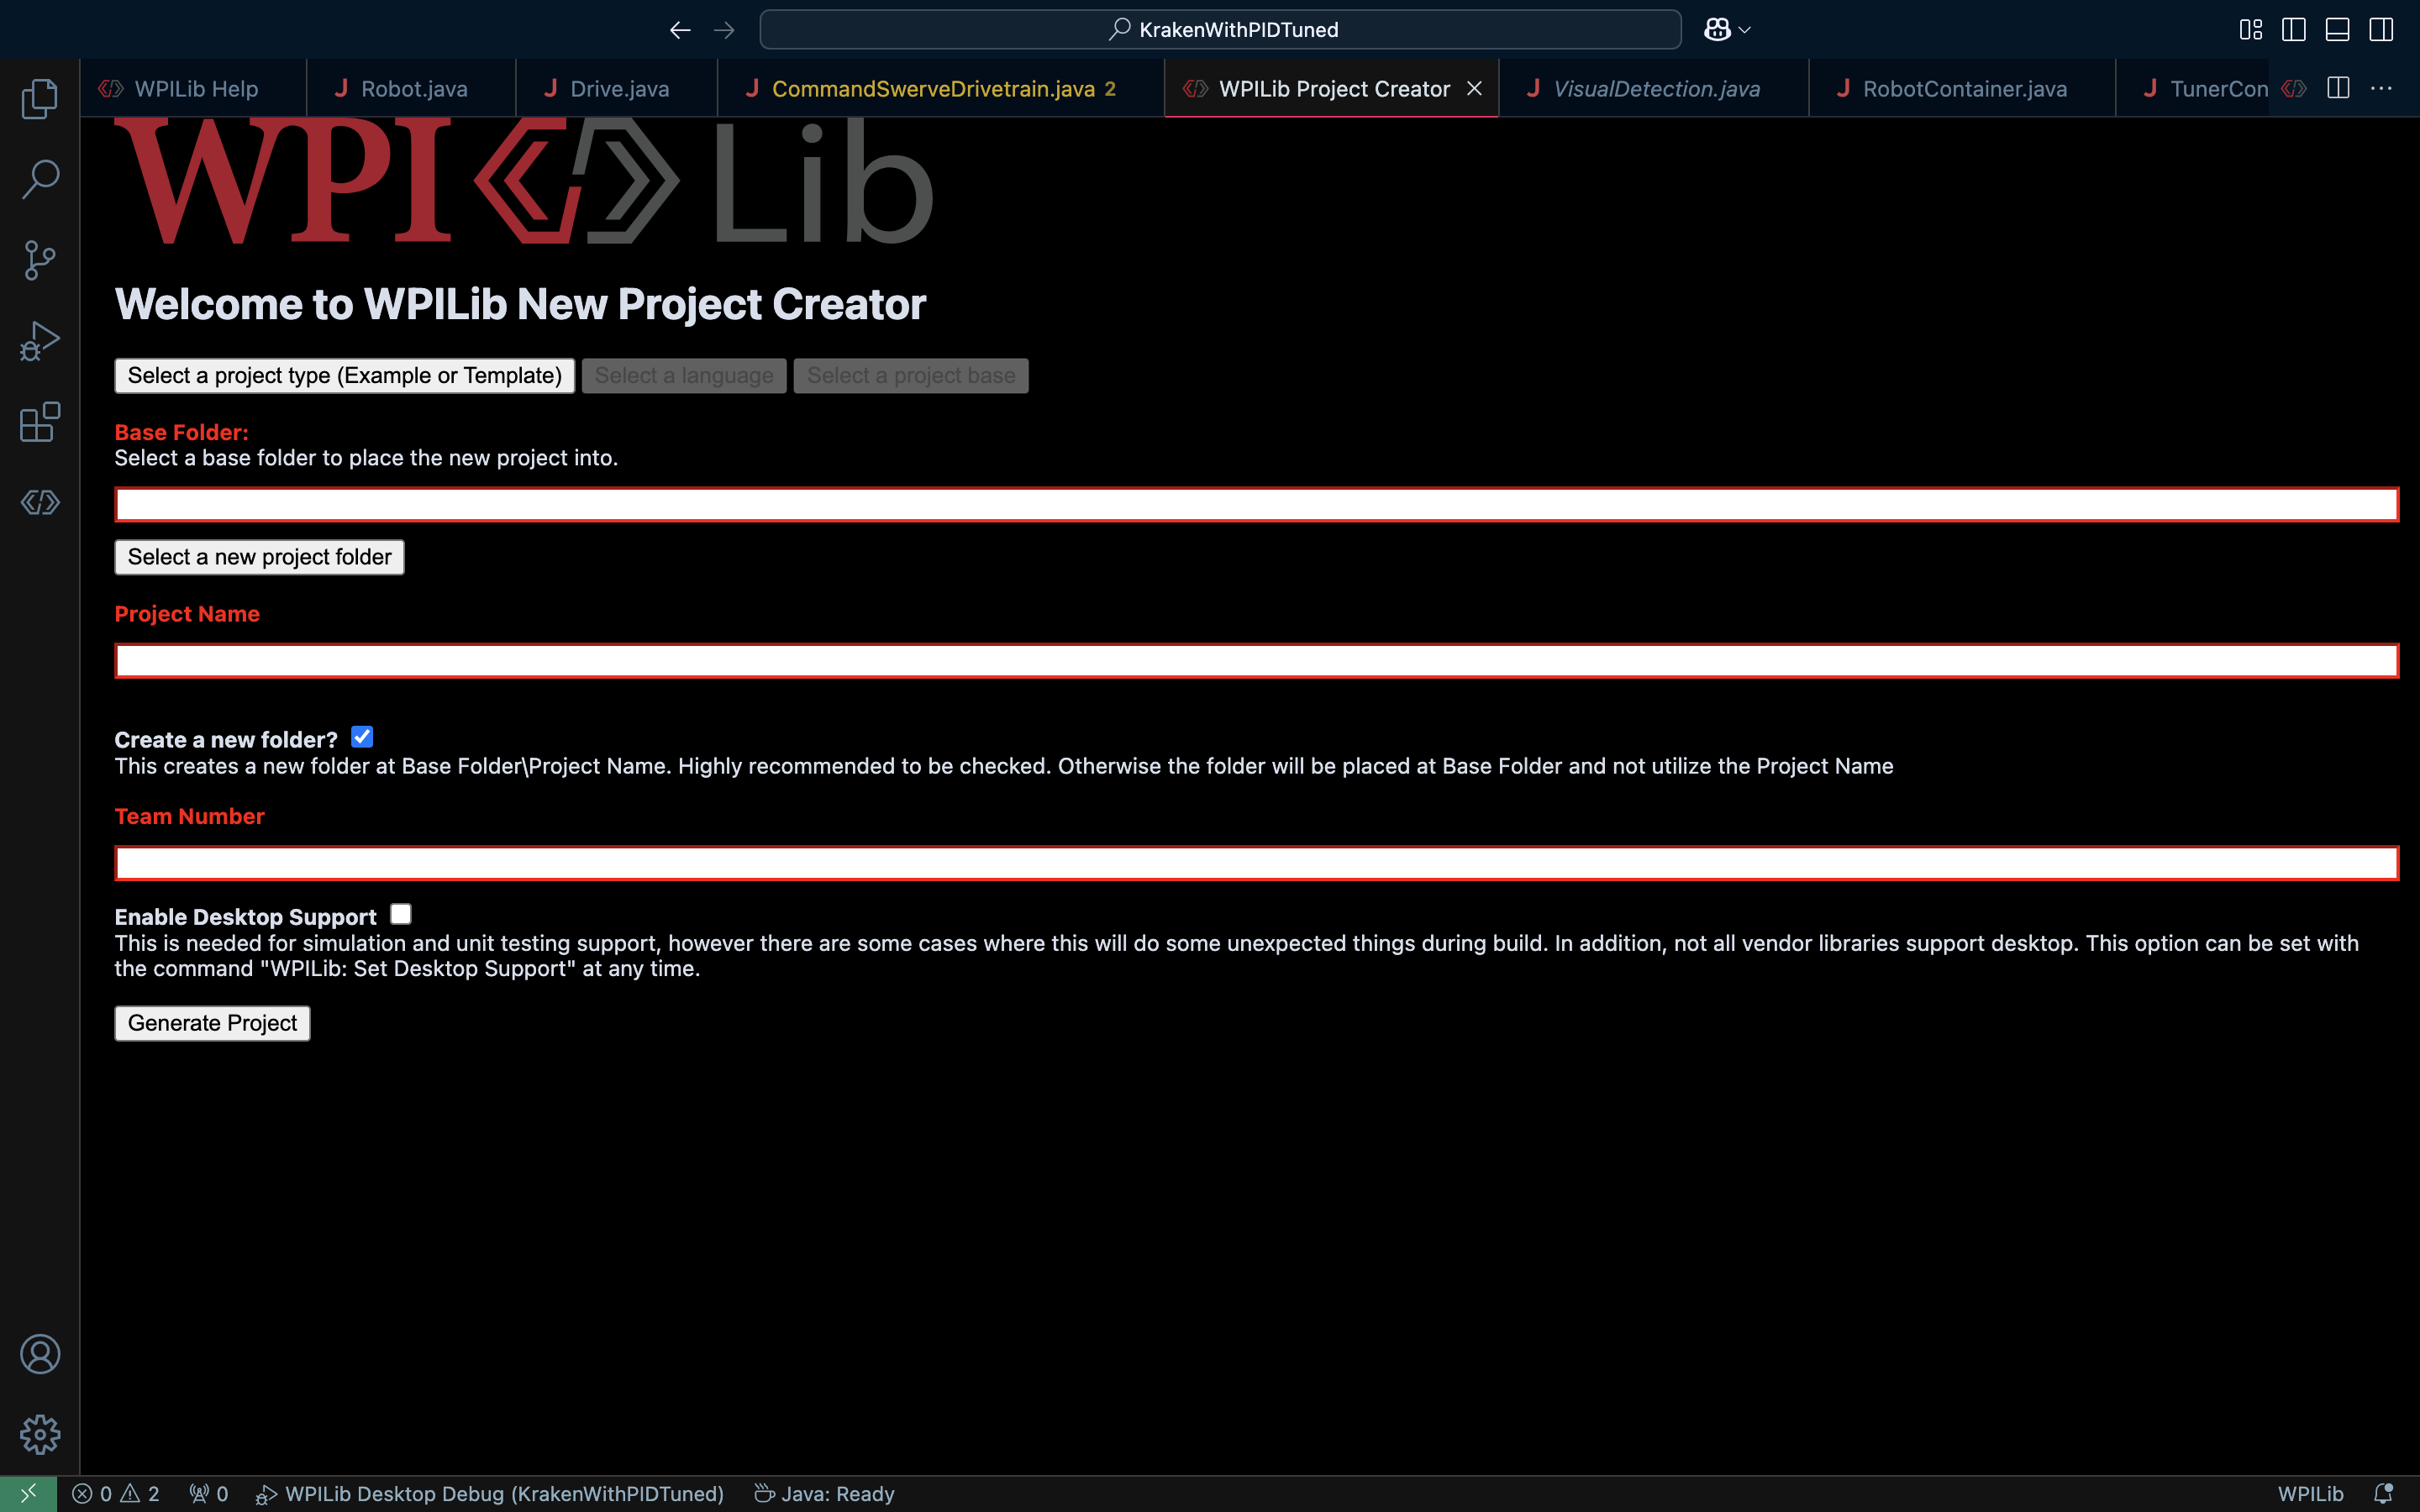 KrakenWithPIDTuned
WPILib Help
Robot.java
Drive.java
CommandSwerveDrivetrain.java 2
WPILib Project Creator
VisualDetection.java
RobotContainer.java
TunerCon
WPI Lib
Welcome to WPILib New Project Creator
Select a project type (Example or Template) Select a language Select a project base
Base Folder:
Select a base folder to place the new project into.
Select a new project folder
Project Name
Create a new folder?
This creates a new folder at Base Folder\Project Name. Highly recommended to be checked. Otherwise the folder will be placed at Base Folder and not utilize the Project Name
Team Number
Enable Desktop Support
This is needed for simulation and unit testing support, however there are some cases where this will do some unexpected things during build. In addition, not all vendor libraries support desktop. This option can be set with
the command "WPILib: Set Desktop Support" at any time.
Generate Project
0 2 0 WPILib Desktop Debug (KrakenWithPIDTuned) Java: Ready WPILib